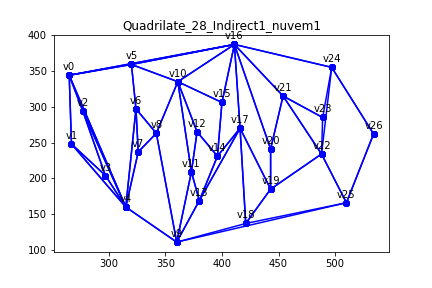 Quadrilate_28_Indirect1_nuvem1
400
350
300
250
200
150
100
300
350
400
450
500
v0
v1
v2
v3
v4
v5
v6
v7
v8
v9
v10
v11
v12
v13
v14
v15
v16
v17
v18
v19
v20
v21
v22
v23
v24
v25
v26